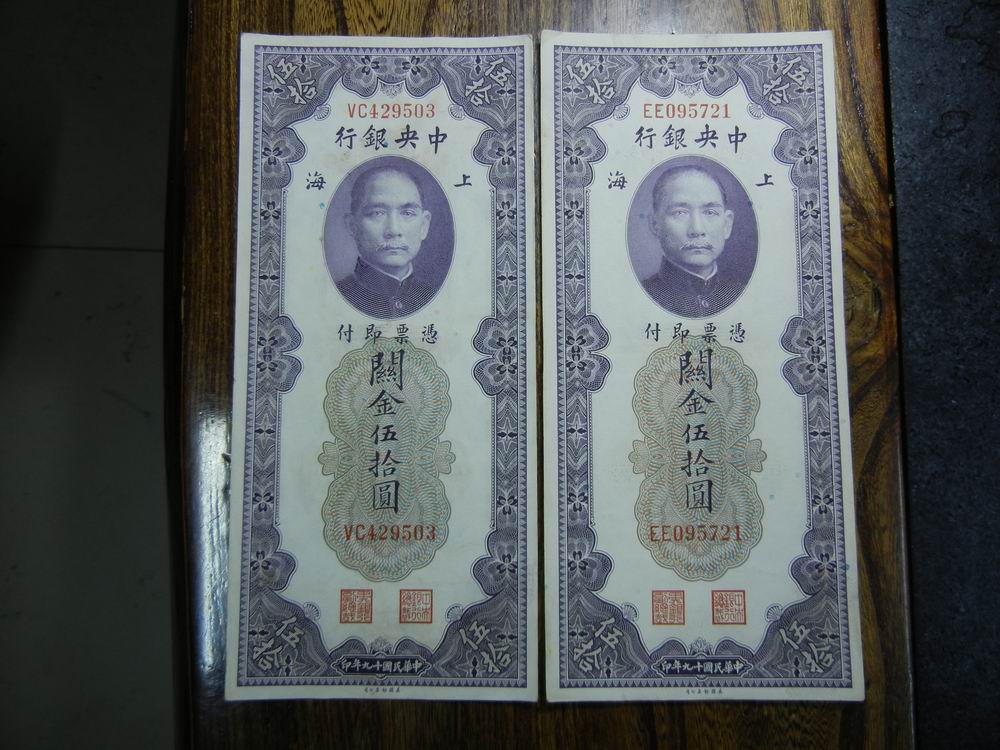 伍拾 伍拾
VC429503
中央銀行
上海
憑票即付
關金伍拾圓
VC429503
伍拾 伍拾
中華民國十九年印
伍拾 伍拾
EE095721
中央銀行
上海
憑票即付
關金伍拾圓
EE095721
伍拾 伍拾
中華民國十九年印